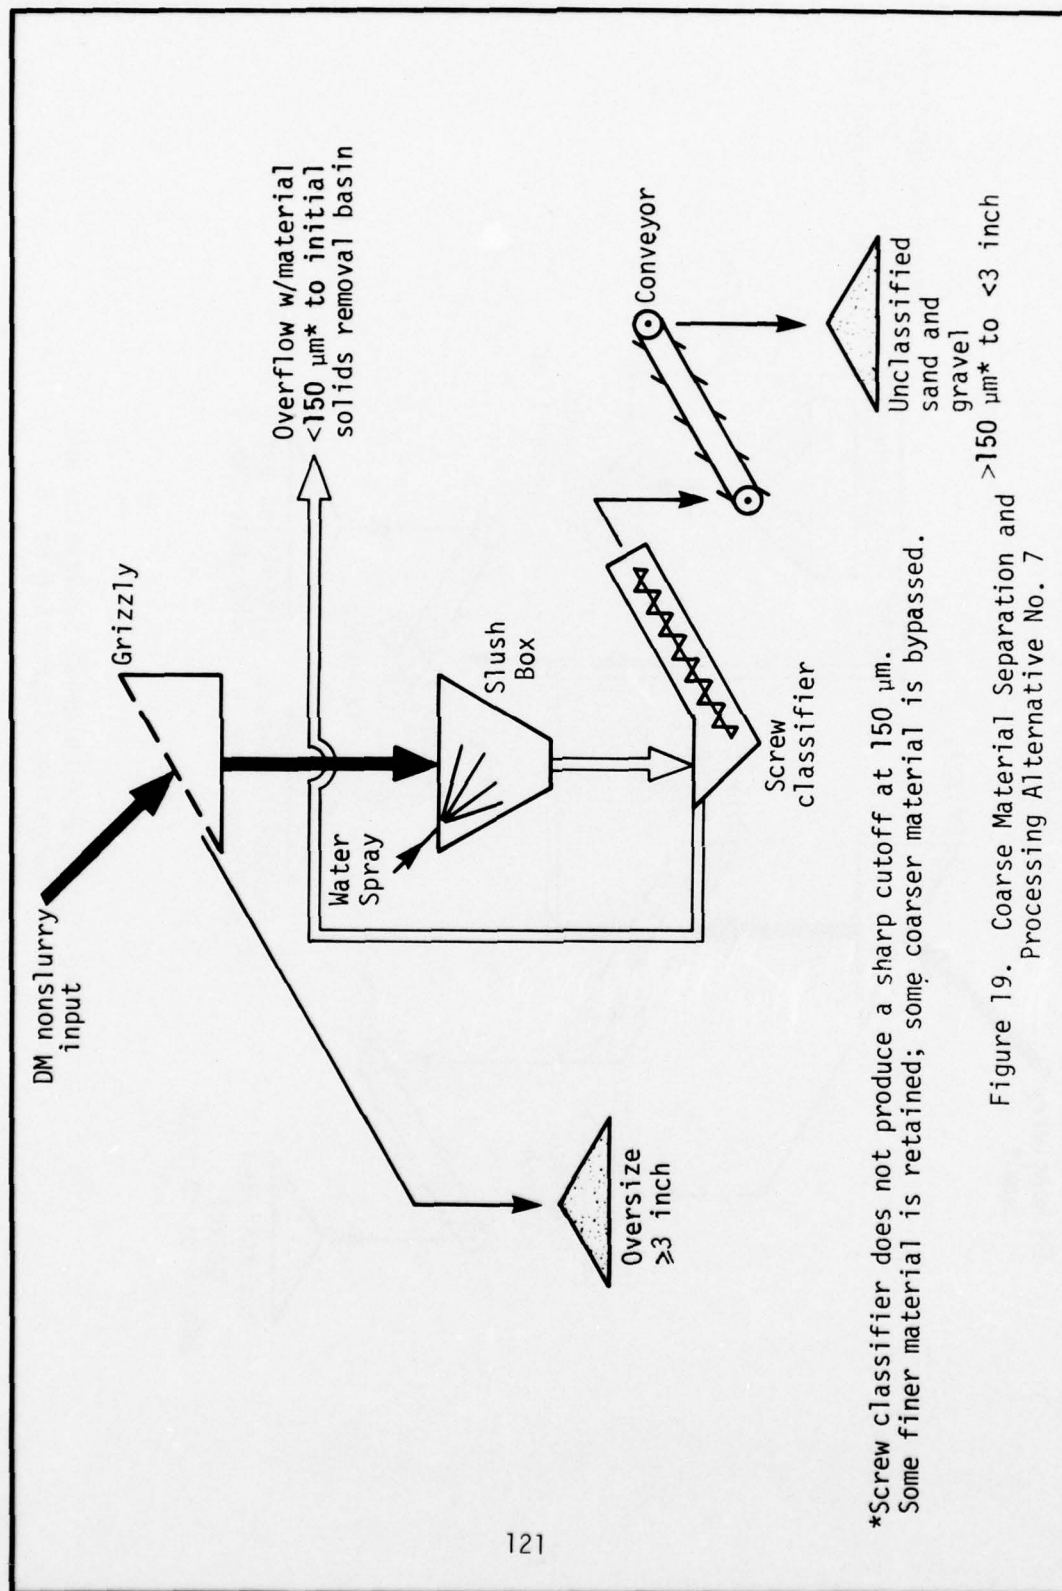 DM nonslurry
input
Grizzly
Overflow w/material
<150 µm* to initial
solids removal basin
Water
Spray
Slush
Box
Screw
classifier
Conveyor
Oversize
≥3 inch
Unclassified
sand and
gravel
>150 µm* to <3 inch
*Screw classifier does not produce a sharp cutoff at 150 µm.
Some finer material is retained; some coarser material is bypassed.
Figure 19. Coarse Material Separation and
Processing Alternative No. 7
121